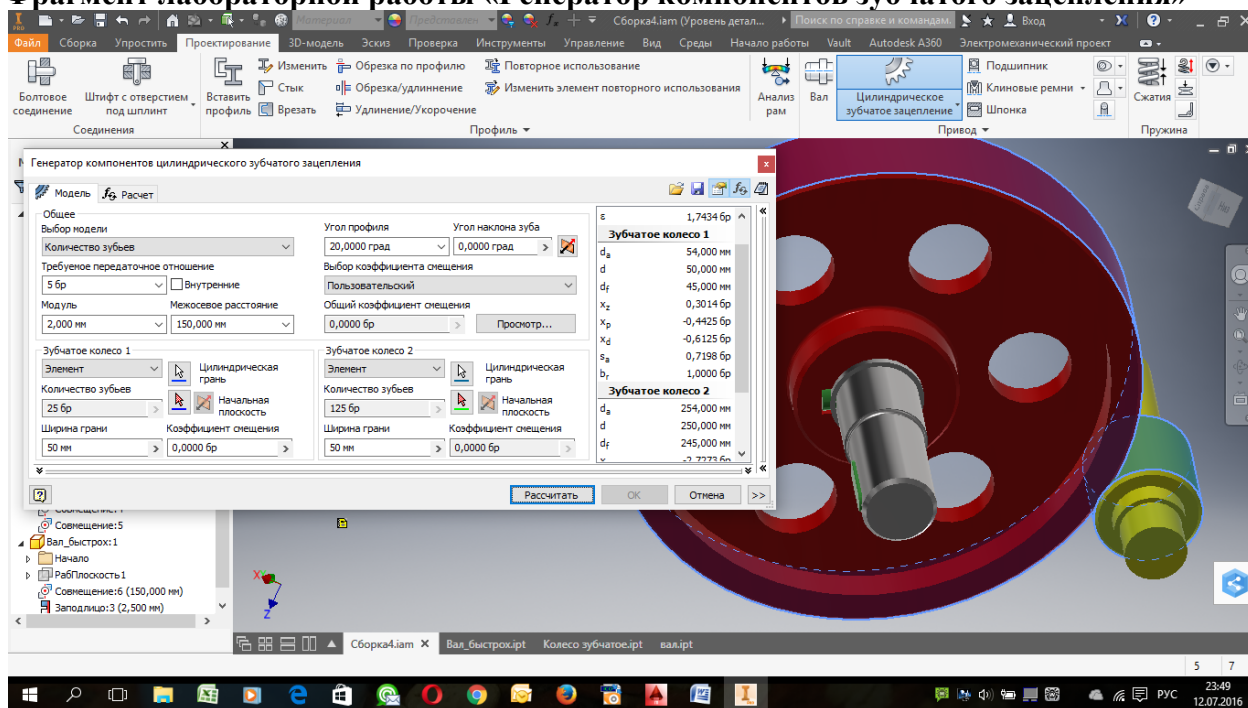 Фрагмент лабораторной работы «Генератор компонентов зубчатого зацепления»
PRO
Материал
Представлен
Сборка4.iam (Уровень детал...
Поиск по справке и командам.
Вход
Файл Сборка Упростить Проектирование 3D-модель Эскиз Проверка Инструменты Управление Вид Среды Начало работы Vault Autodesk A360 Электромеханический проект
Болтовое соединение
Штифт с отверстием под шплинт
Вставить профиль
Изменить
Стык
Врезать
Обрезка по профилю
Обрезка/удлиннение
Удлинение/Укорочение
Повторное использование
Изменить элемент повторного использования
Анализ рам
Вал
Цилиндрическое зубчатое зацепление
Подшипник
Клиновые ремни
Шпонка
Сжатия
Соединения
Профиль
Привод
Пружина
Генератор компонентов цилиндрического зубчатого зацепления
Модель
Расчет
Общее
Выбор модели
Количество зубьев
Требуемое передаточное отношение
5 бр
Внутренние
Модуль
Межосевое расстояние
2,000 мм
150,000 мм
Угол профиля
Угол наклона зуба
20,0000 град
0,0000 град
Выбор коэффициента смещения
Пользовательский
Общий коэффициент смещения
0,0000 бр
Просмотр...
Зубчатое колесо 1
Элемент
Цилиндрическая грань
Количество зубьев
25 бр
Начальная плоскость
Ширина грани
Коэффициент смещения
50 мм
0,0000 бр
Зубчатое колесо 2
Элемент
Цилиндрическая грань
Количество зубьев
125 бр
Начальная плоскость
Ширина грани
Коэффициент смещения
50 мм
0,0000 бр
ε 1,7434 бр
Зубчатое колесо 1
da 54,000 мм
d 50,000 мм
df 45,000 мм
xz 0,3014 бр
xp -0,4425 бр
xd -0,6125 бр
sa 0,7198 бр
br 1,0000 бр
Зубчатое колесо 2
da 254,000 мм
d 250,000 мм
df 245,000 мм
-2,7273 бр
Рассчитать
ОК
Отмена
>>
Совмещение:5
Вал_быстрох:1
Начало
РабПлоскость1
Совмещение:6 (150,000 мм)
Заподлицо:3 (2,500 мм)
X
Z
Сборка4.iam
Вал_быстрох.ipt
Колесо зубчатое.ipt
вал.ipt
5 7
РУС
23:49
12.07.2016